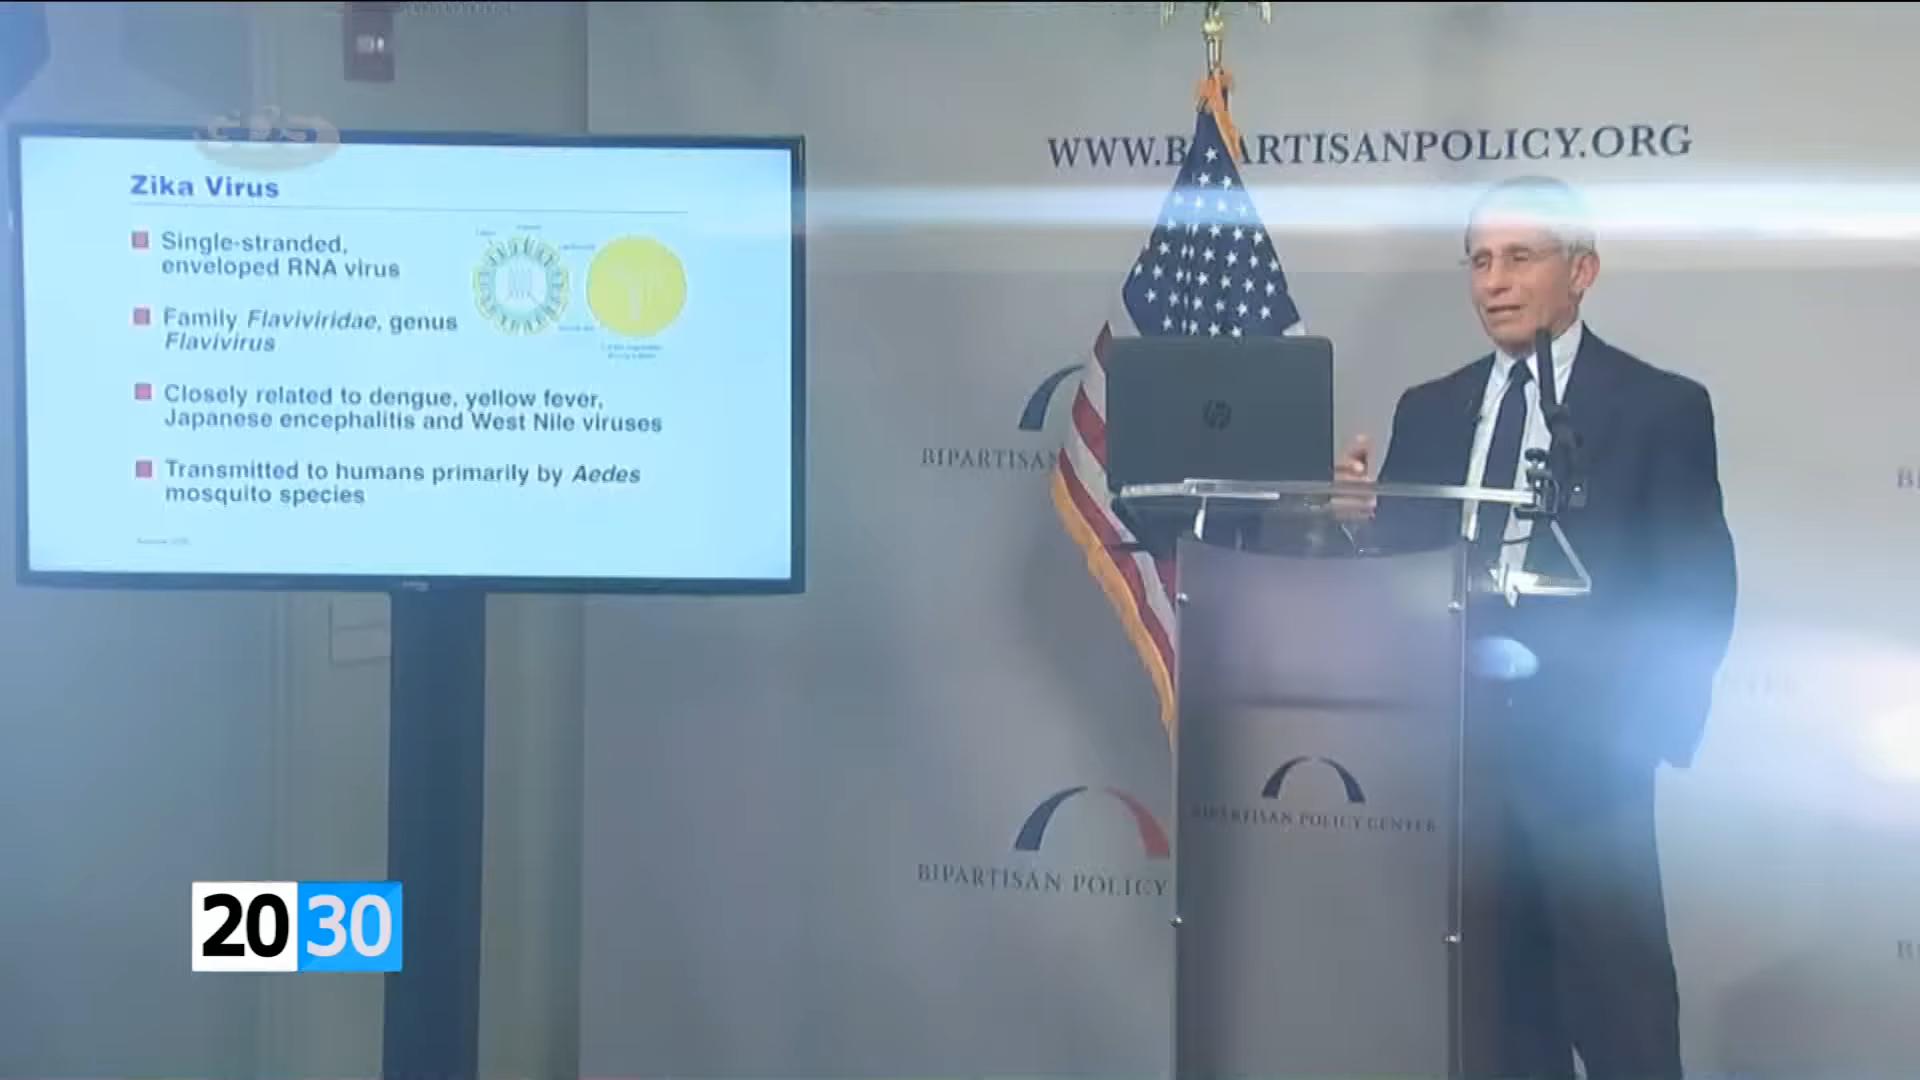 WWW.BIPARTISANPOLICY.ORG
Zika Virus
Single-stranded,
enveloped RNA virus
Family Flaviviridae, genus
Flavivirus
Closely related to dengue, yellow fever,
Japanese encephalitis and West Nile viruses
Transmitted to humans primarily by Aedes
mosquito species
BIPARTISAN
hp
BIPARTISAN POLICY CENTER
BIPARTISAN POLICY
20 30